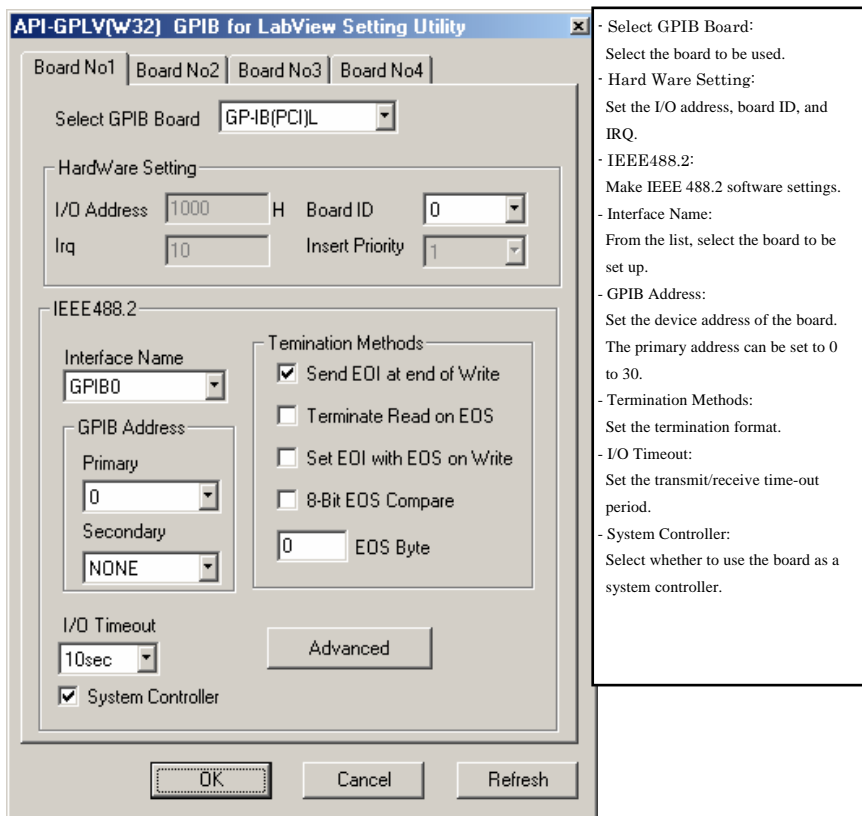 API-GPLV(W32) GPIB for LabView Setting Utility
Board No1 Board No2 Board No3 Board No4
Select GPIB Board GP-IB(PCI)L
HardWare Setting
I/O Address 1000 H Board ID 0
Irq 10 Insert Priority 1
IEEE488.2
Interface Name
GPIB0
GPIB Address
Primary
0
Secondary
NONE
Temination Methods
Send EOI at end of Write
Terminate Read on EOS
Set EOI with EOS on Write
8-Bit EOS Compare
0 EOS Byte
I/O Timeout
10sec
Advanced
System Controller
OK Cancel Refresh
- Select GPIB Board:
Select the board to be used.
- Hard Ware Setting:
Set the I/O address, board ID, and
IRQ.
- IEEE488.2:
Make IEEE 488.2 software settings.
- Interface Name:
From the list, select the board to be
set up.
- GPIB Address:
Set the device address of the board.
The primary address can be set to 0
to 30.
- Termination Methods:
Set the termination format.
- I/O Timeout:
Set the transmit/receive time-out
period.
- System Controller:
Select whether to use the board as a
system controller.